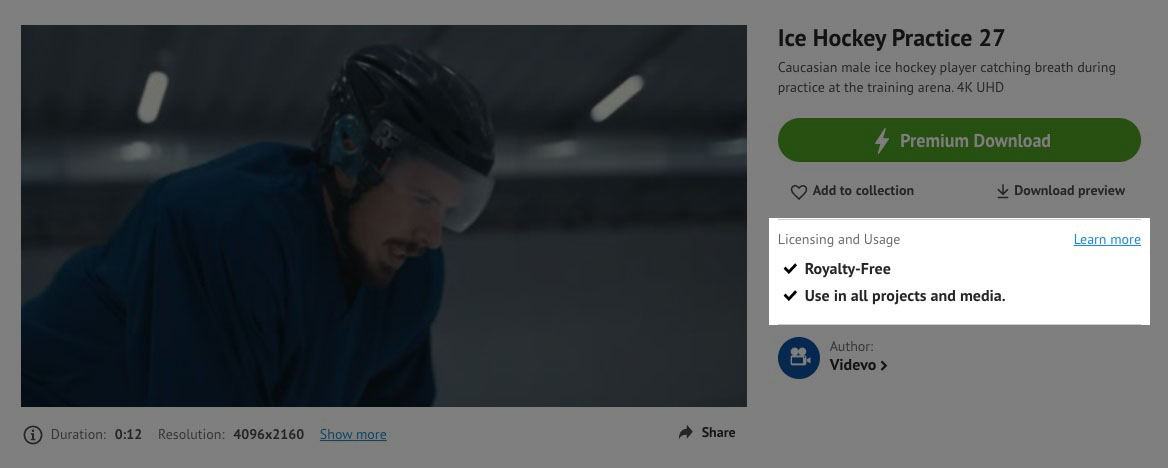 Ice Hockey Practice 27
Caucasian male ice hockey player catching breath during
practice at the training arena. 4K UHD
Premium Download
Add to collection
Download preview
Licensing and Usage
Learn more
Royalty-Free
Use in all projects and media.
Author:
Videvo
Duration: 0:12 Resolution: 4096x2160 Show more
Share